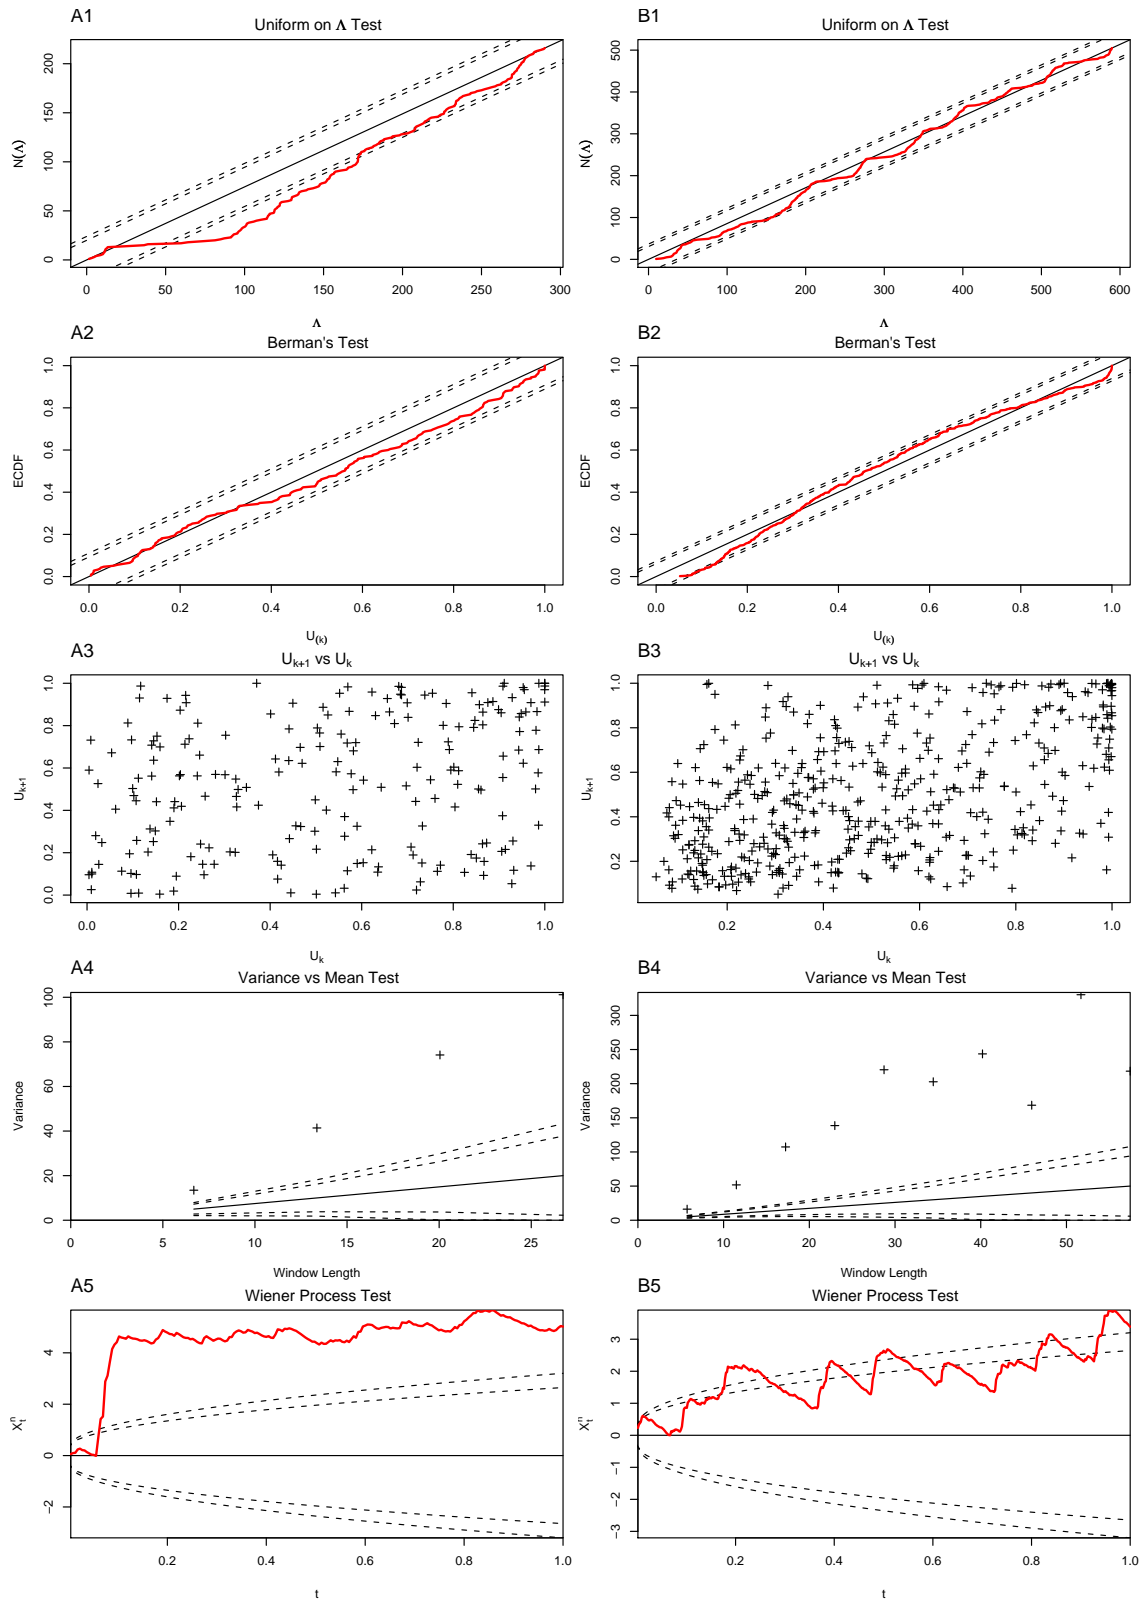 A1
Uniform on Λ Test
N(Λ)
0 50 100 150 200
0 50 100 150 200 250 300
Λ
B1
Uniform on Λ Test
N(Λ)
0 100 200 300 400 500
0 100 200 300 400 500 600
Λ
A2
Berman's Test
ECDF
0.0 0.2 0.4 0.6 0.8 1.0
0.0 0.2 0.4 0.6 0.8 1.0
U(k)
B2
Berman's Test
ECDF
0.0 0.2 0.4 0.6 0.8 1.0
0.0 0.2 0.4 0.6 0.8 1.0
U(k)
A3
Uk+1 vs Uk
Uk+1
0.0 0.2 0.4 0.6 0.8 1.0
0.0 0.2 0.4 0.6 0.8 1.0
Uk
B3
Uk+1 vs Uk
Uk+1
0.2 0.4 0.6 0.8 1.0
0.2 0.4 0.6 0.8 1.0
Uk
A4
Variance vs Mean Test
Variance
0 20 40 60 80 100
0 5 10 15 20 25
Window Length
B4
Variance vs Mean Test
Variance
0 50 100 150 200 250 300
0 10 20 30 40 50
Window Length
A5
Wiener Process Test
Xtn
−2 0 2 4
0.2 0.4 0.6 0.8 1.0
t
B5
Wiener Process Test
Xtn
−3 −2 −1 0 1 2 3
0.2 0.4 0.6 0.8 1.0
t